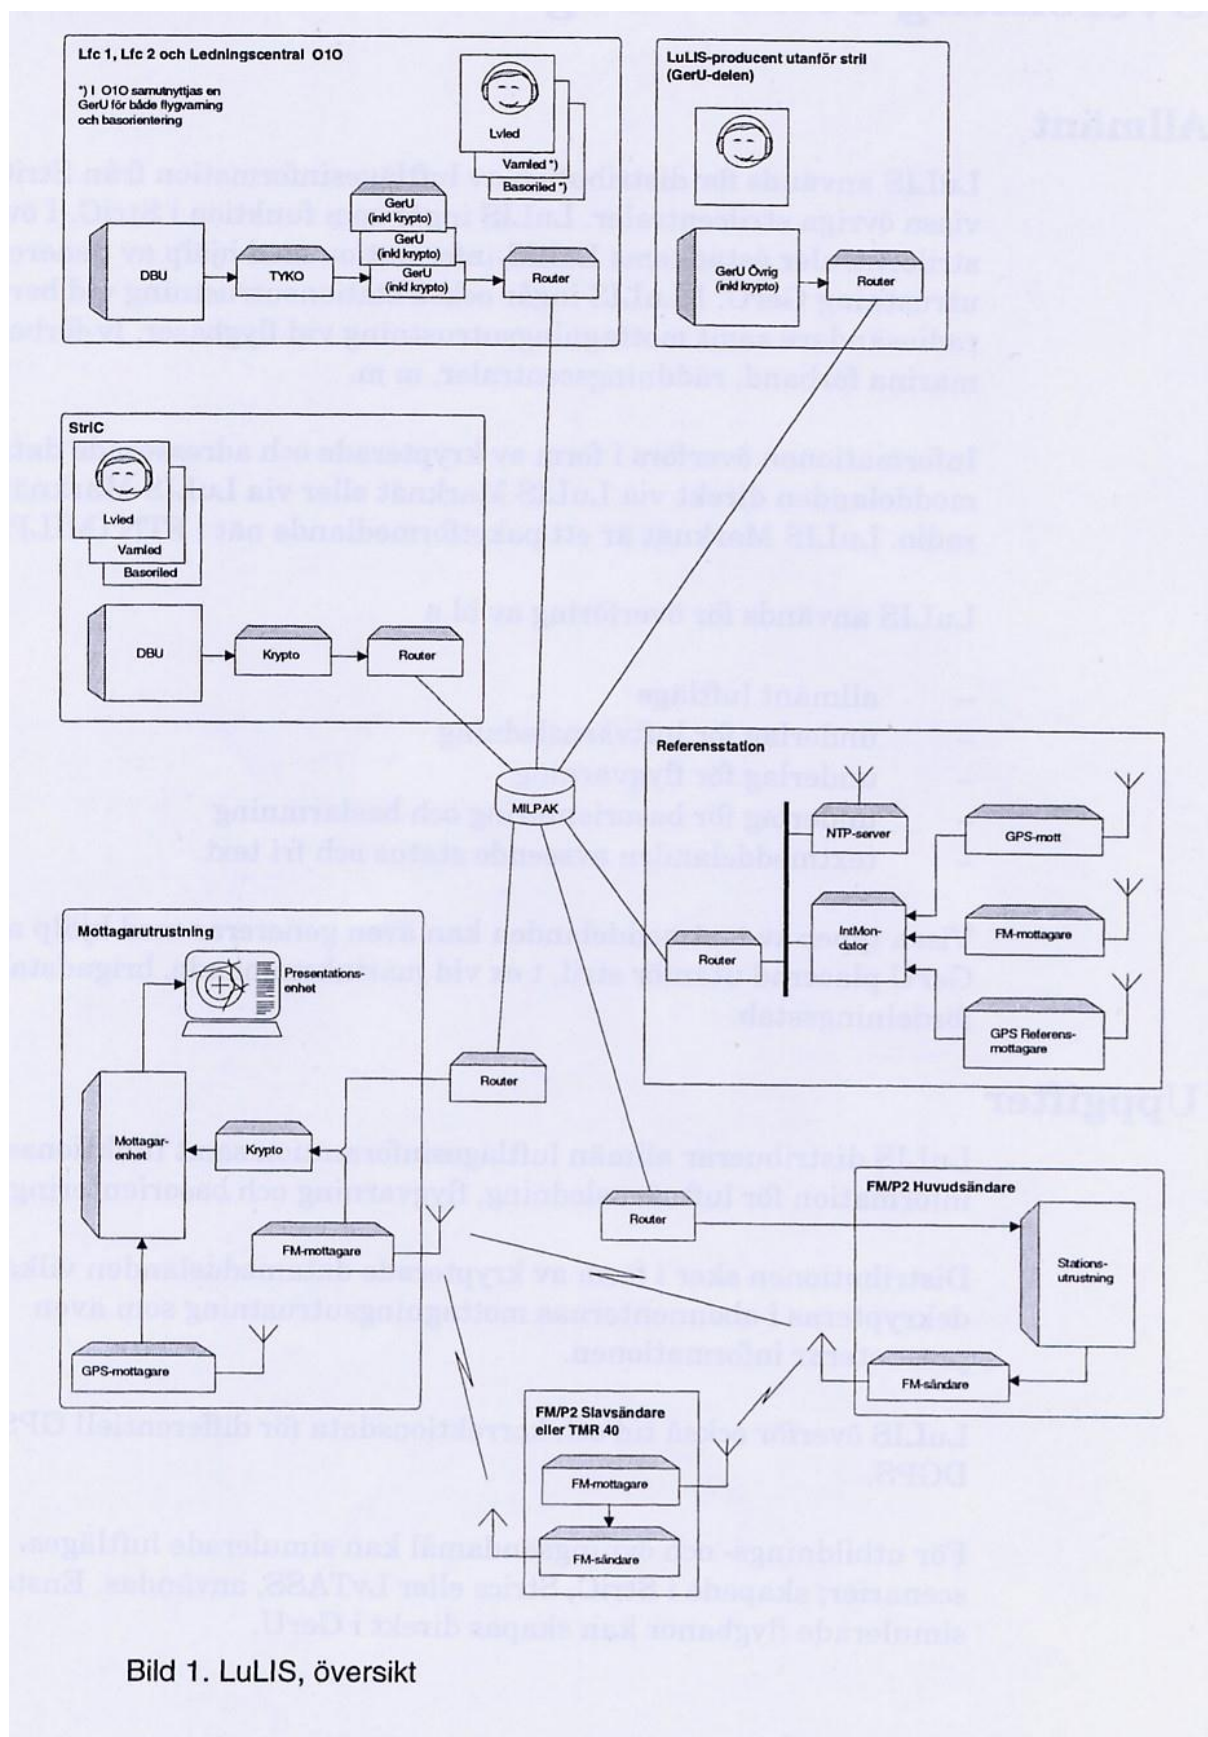 Lfc 1, Lfc 2 och Ledningscentral O1O
*) I O1O samutnyttjas en
GerU för både flygvarning
och basorientering
Lvled
Varnled *)
Basoriled *)
GerU
(inkl krypto)
GerU
(inkl krypto)
GerU
(inkl krypto)
DBU
TYKO
Router
LuLIS-producent utanför stril
(GerU-delen)
GerU Övrig
(inkl krypto)
Router
StriC
Lvled
Varnled
Basoriled
DBU
Krypto
Router
MILPAK
Referensstation
NTP-server
GPS-mott
IntMon-
dator
FM-mottagare
Router
GPS Referens-
mottagare
Mottagarutrustning
Presentations-
enhet
Router
Mottagar-
enhet
Krypto
FM-mottagare
GPS-mottagare
Router
FM/P2 Huvudsändare
Stations-
utrustning
FM-sändare
FM/P2 Slavsändare
eller TMR 40
FM-mottagare
FM-sändare
Bild 1. LuLIS, översikt